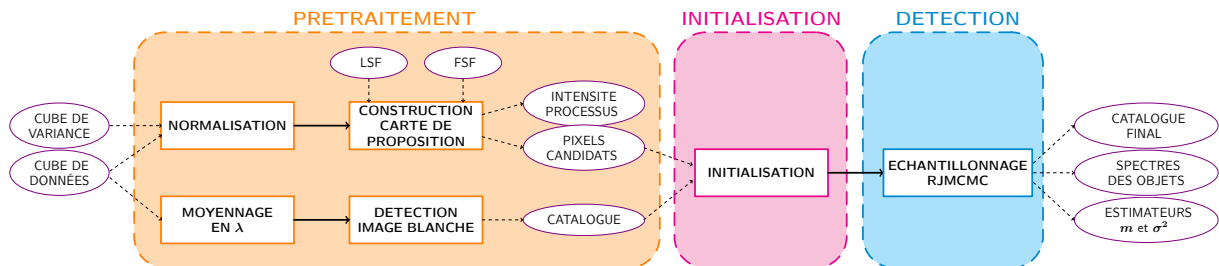 PRETRAITEMENT
INITIALISATION
DETECTION
LSF
FSF
CUBE DE
VARIANCE
CUBE DE
DONNÉES
NORMALISATION
CONSTRUCTION
CARTE DE
PROPOSITION
INTENSITE
PROCESSUS
PIXELS
CANDIDATS
MOYENNAGE
EN λ
DETECTION
IMAGE BLANCHE
CATALOGUE
INITIALISATION
ECHANTILLONNAGE
RJMCMC
CATALOGUE
FINAL
SPECTRES
DES OBJETS
ESTIMATEURS
m et σ²